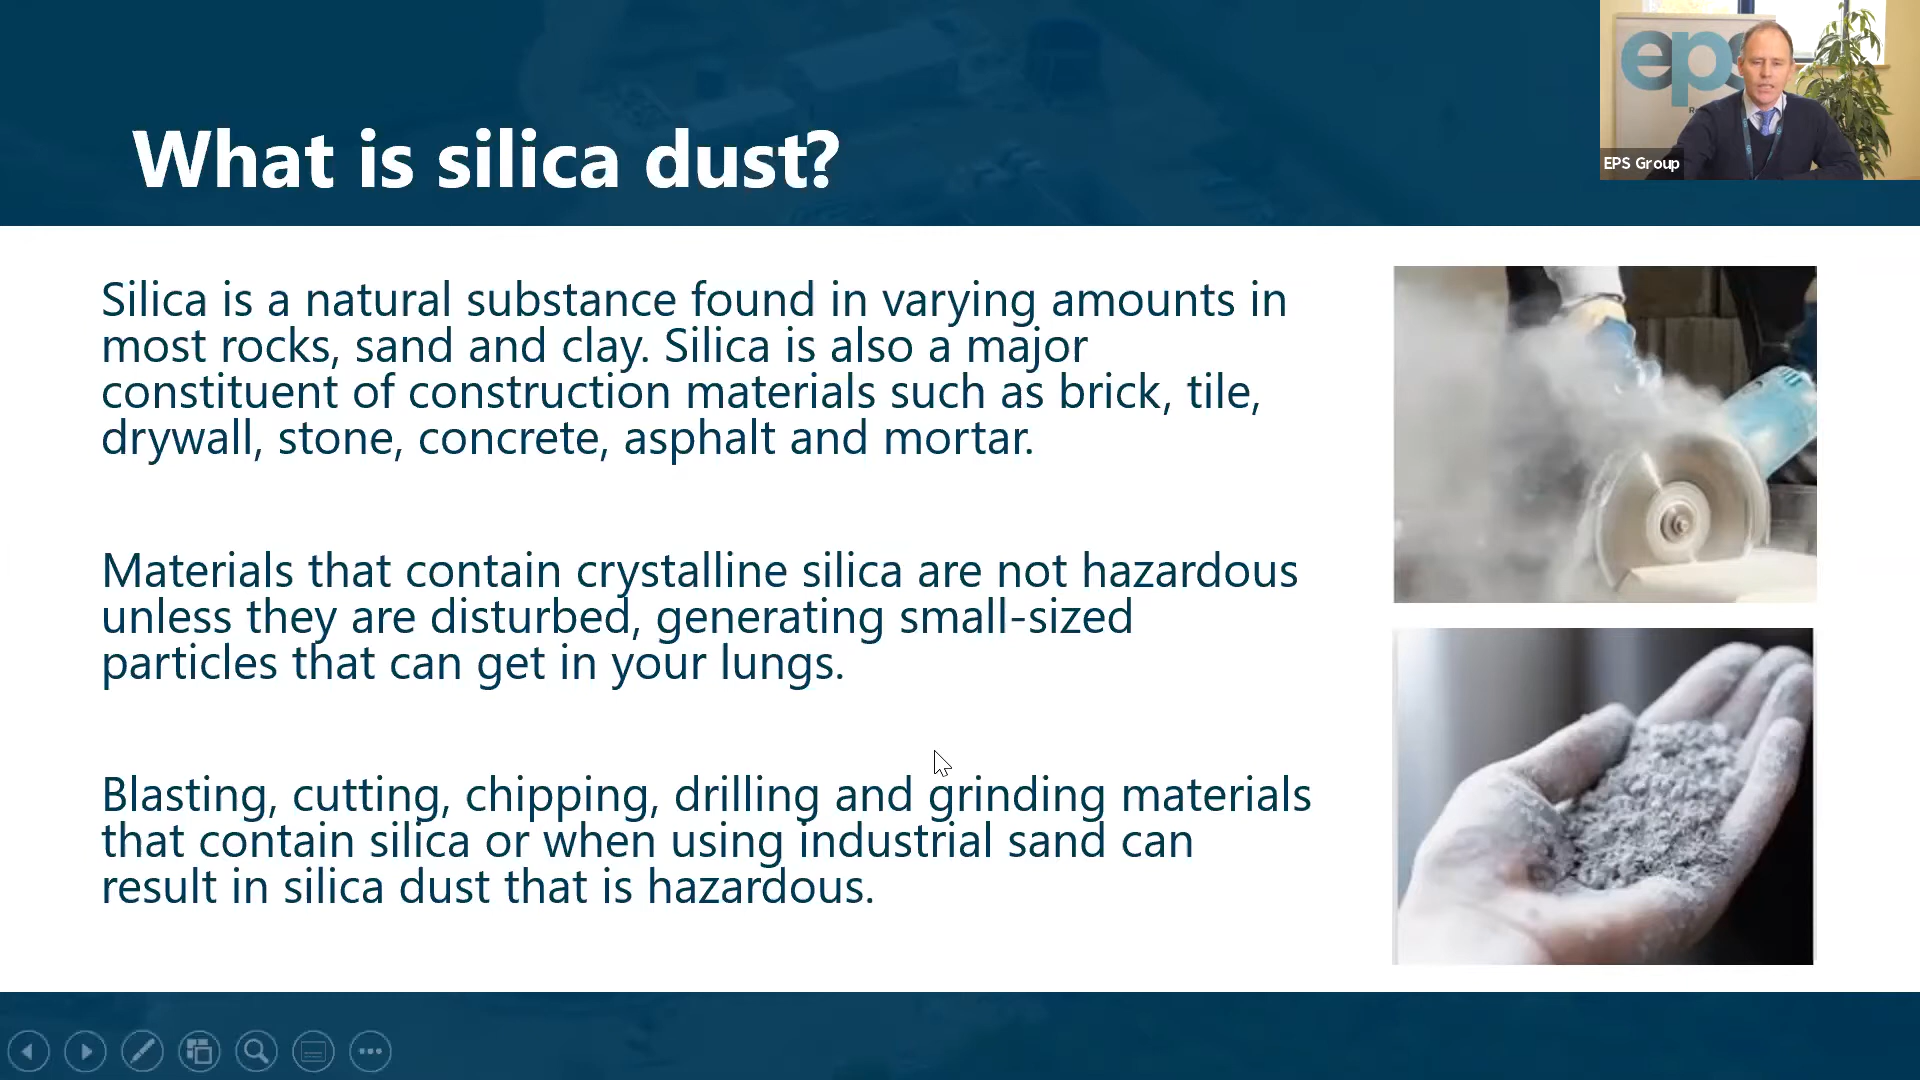 What is silica dust?
eps
EPS Group
Silica is a natural substance found in varying amounts in
most rocks, sand and clay. Silica is also a major
constituent of construction materials such as brick, tile,
drywall, stone, concrete, asphalt and mortar.
Materials that contain crystalline silica are not hazardous
unless they are disturbed, generating small-sized
particles that can get in your lungs.
Blasting, cutting, chipping, drilling and grinding materials
that contain silica or when using industrial sand can
result in silica dust that is hazardous.